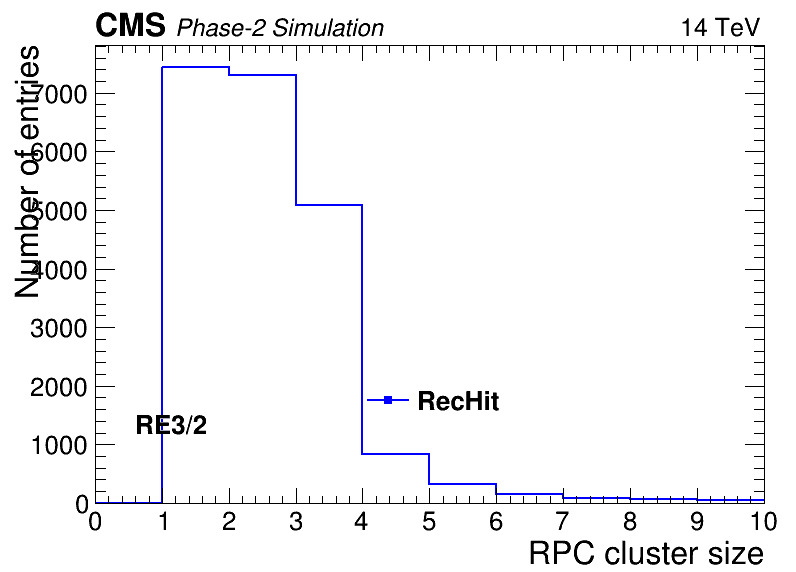 CMS Phase-2 Simulation 14 TeV
Number of entries
7000
6000
5000
4000
3000
2000
1000
0
RecHit
RE3/2
0 1 2 3 4 5 6 7 8 9 10
RPC cluster size